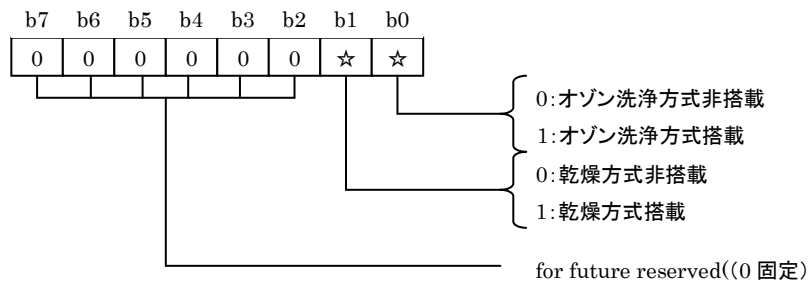 b7 b6 b5 b4 b3 b2 b1 b0
0 0 0 0 0 0 ☆ ☆
0:オゾン洗浄方式非搭載
1:オゾン洗浄方式搭載
0:乾燥方式非搭載
1:乾燥方式搭載
for future reserved((0 固定)